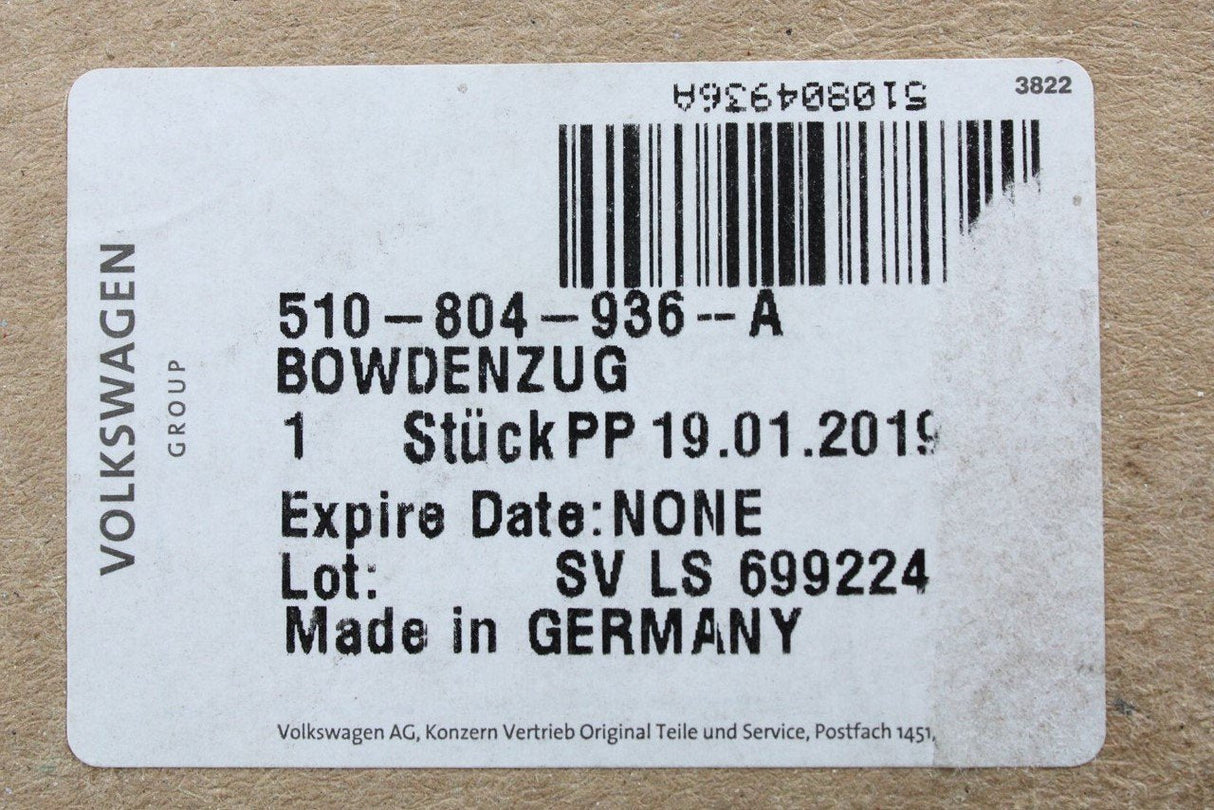 3822
510804936A
VOLKSWAGEN
GROUP
510-804-936--A
BOWDENZUG
1 Stück PP 19.01.2019
Expire Date:NONE
Lot: SV LS 699224
Made in GERMANY
Volkswagen AG, Konzern Vertrieb Original Teile und Service, Postfach 1451,